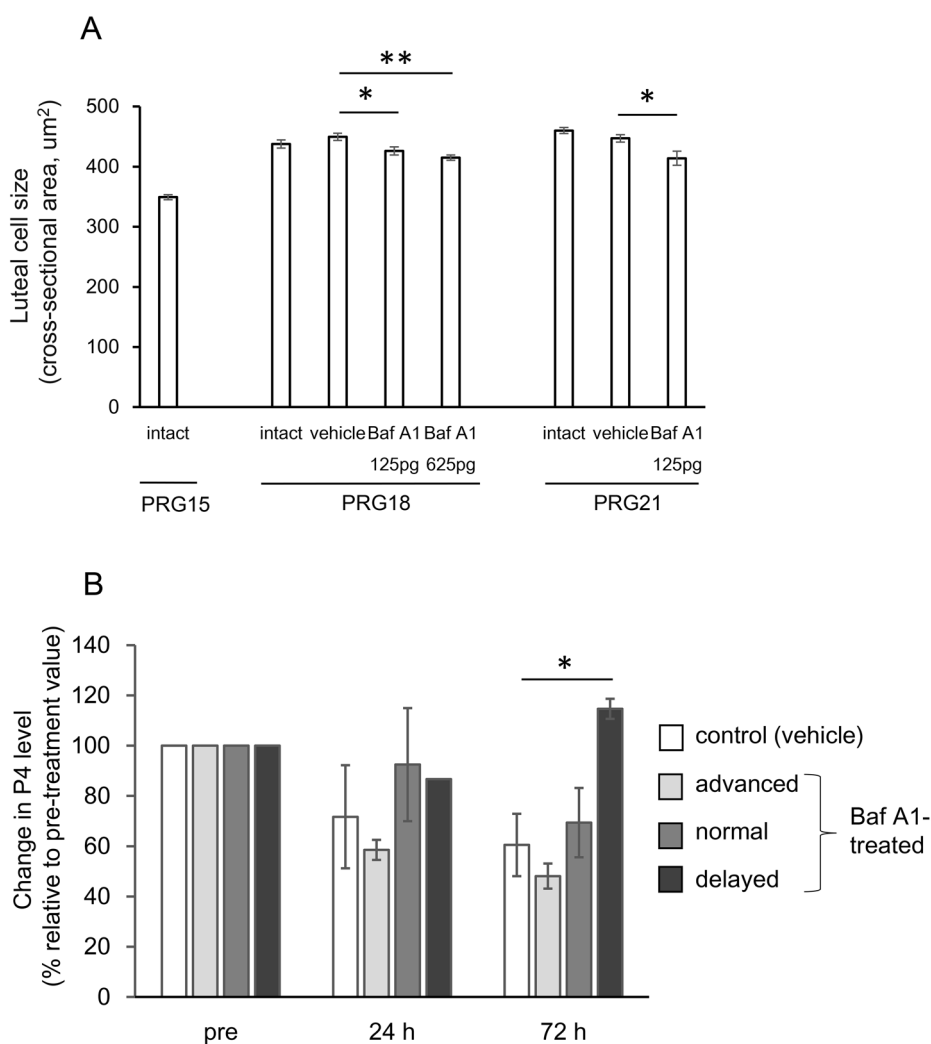 A
**
*
*
500
400
300
200
100
0
Luteal cell size
(cross-sectional area, um²)
intact intact vehicle Baf A1 Baf A1 intact vehicle Baf A1
125pg 625pg 125pg
PRG15 PRG18 PRG21
B
140
120
100
80
60
40
20
0
Change in P4 level
(% relative to pre-treatment value)
*
pre 24 h 72 h
control (vehicle)
advanced
normal
delayed
Baf A1-
treated